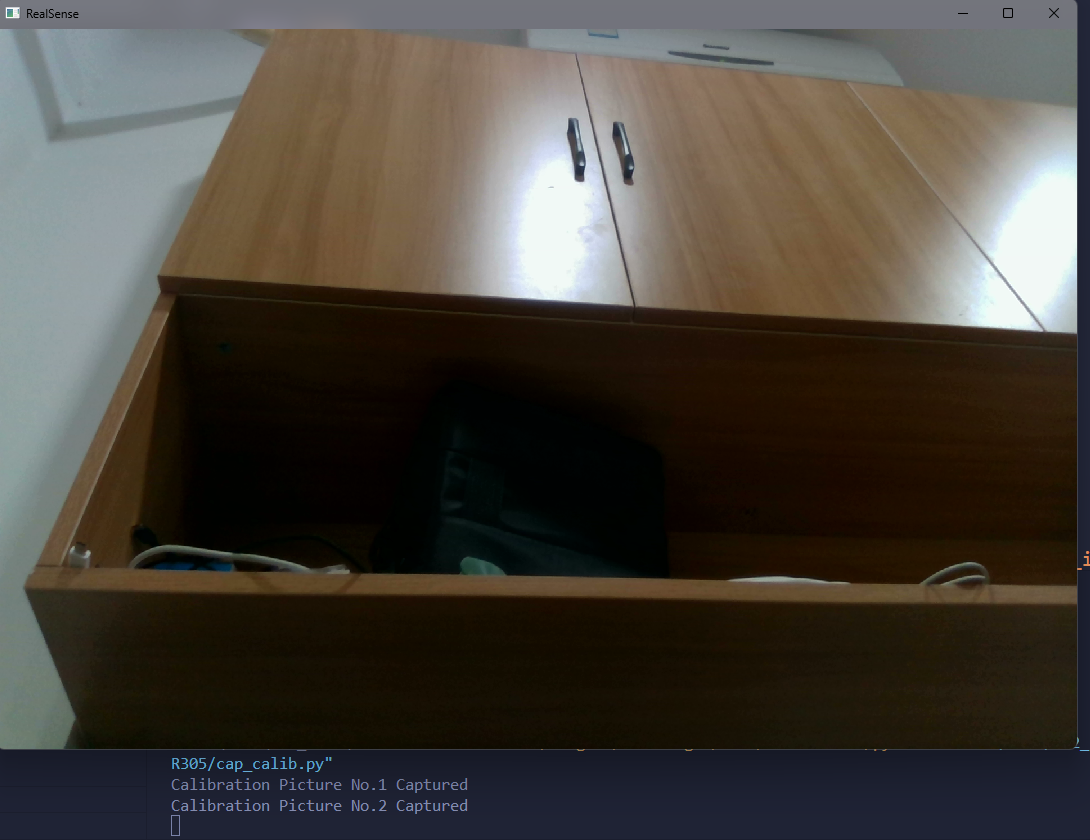 RealSense
R305/cap_calib.py"
Calibration Picture No.1 Captured
Calibration Picture No.2 Captured